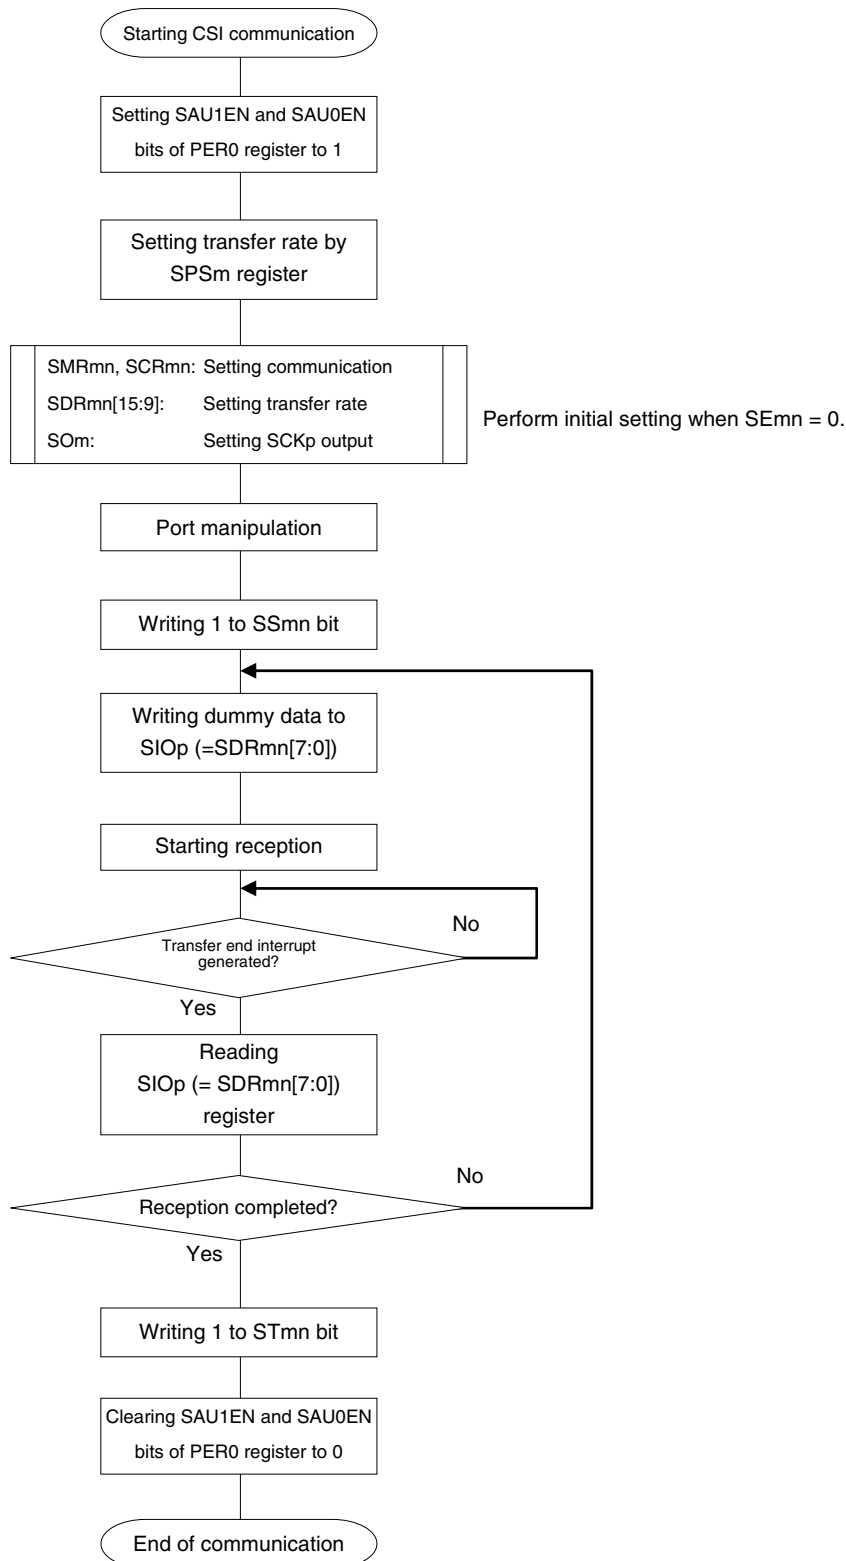 Starting CSI communication
Setting SAU1EN and SAU0EN
bits of PER0 register to 1
Setting transfer rate by
SPSm register
SMRmn, SCRmn: Setting communication
SDRmn[15:9]: Setting transfer rate
SOm: Setting SCKp output
Perform initial setting when SEmn = 0.
Port manipulation
Writing 1 to SSmn bit
Writing dummy data to
SIOp (=SDRmn[7:0])
Starting reception
No
Transfer end interrupt
generated?
Yes
Reading
SIOp (= SDRmn[7:0])
register
No
Reception completed?
Yes
Writing 1 to STmn bit
Clearing SAU1EN and SAU0EN
bits of PER0 register to 0
End of communication